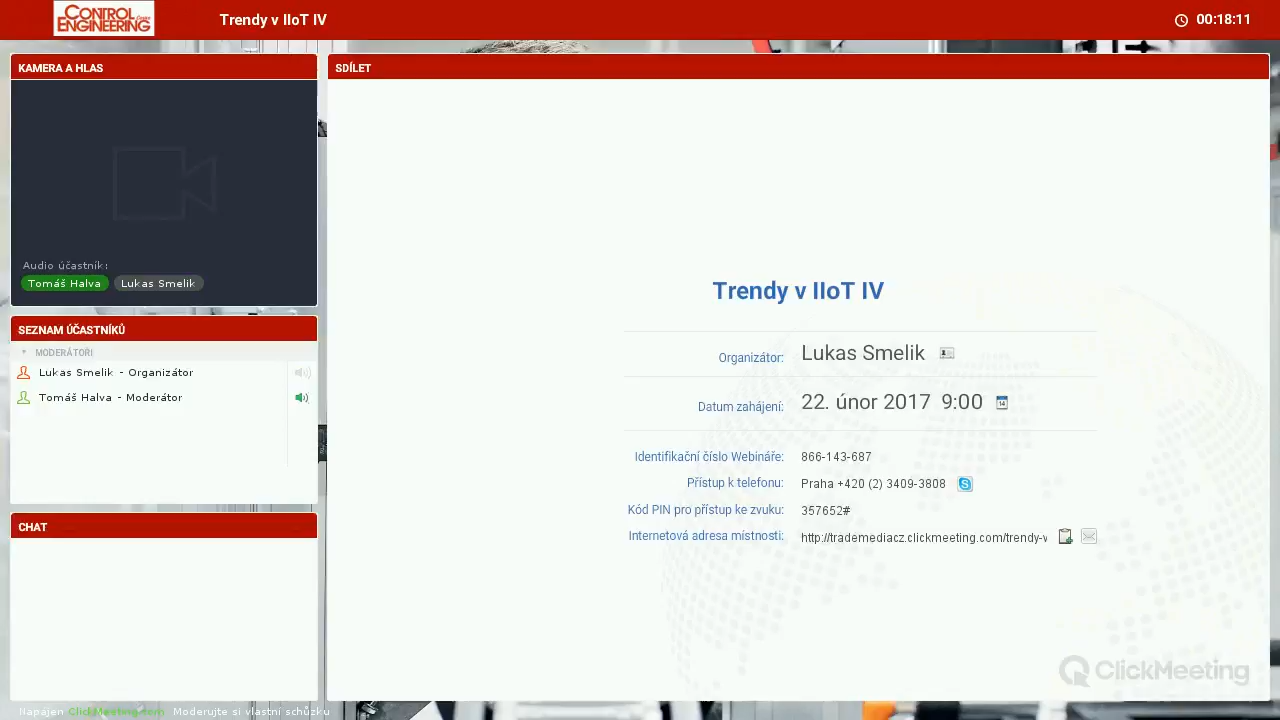 CONTROL
ENGINEERING
Trendy v IIoT IV
00:18:11
KAMERA A HLAS
Audio účastník:
Tomáš Halva
Lukas Smelik
SEZNAM ÚČASTNÍKŮ
MODERÁTOŘI
Lukas Smelik - Organizátor
Tomáš Halva - Moderátor
CHAT
Napájen ClickMeeting.com Moderujte si vlastní schůzku
SDÍLET
Trendy v IIoT IV
Organizátor: Lukas Smelik
Datum zahájení: 22. únor 2017 9:00
Identifikační číslo Webináře: 866-143-687
Přístup k telefonu: Praha +420 (2) 3409-3808
Kód PIN pro přístup ke zvuku: 357652#
Internetová adresa místnosti: http://trademediacz.clickmeeting.com/trendy-v
ClickMeeting